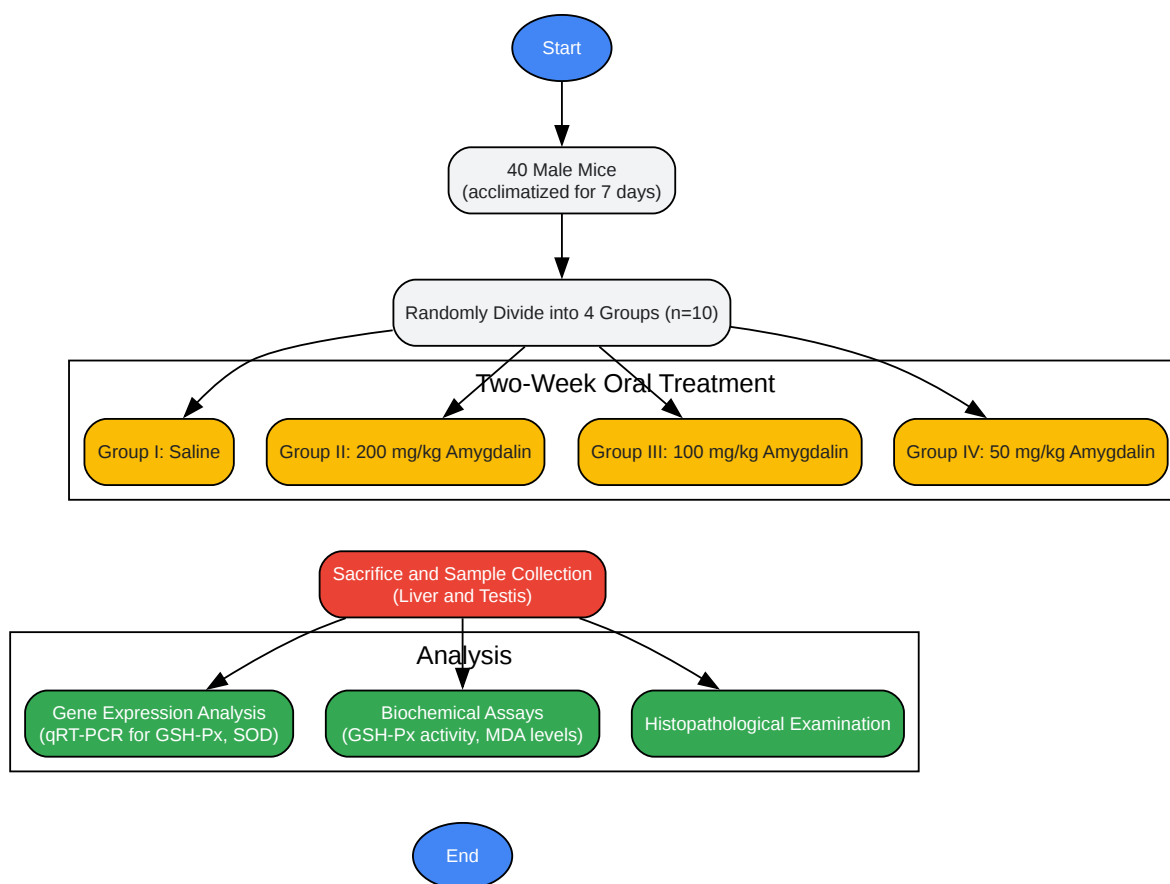 Start
40 Male Mice
(acclimatized for 7 days)
Randomly Divide into 4 Groups (n=10)
Two-Week Oral Treatment
Group I: Saline
Group II: 200 mg/kg Amygdalin
Group III: 100 mg/kg Amygdalin
Group IV: 50 mg/kg Amygdalin
Sacrifice and Sample Collection
(Liver and Testis)
Analysis
Gene Expression Analysis
(qRT-PCR for GSH-Px, SOD)
Biochemical Assays
(GSH-Px activity, MDA levels)
Histopathological Examination
End